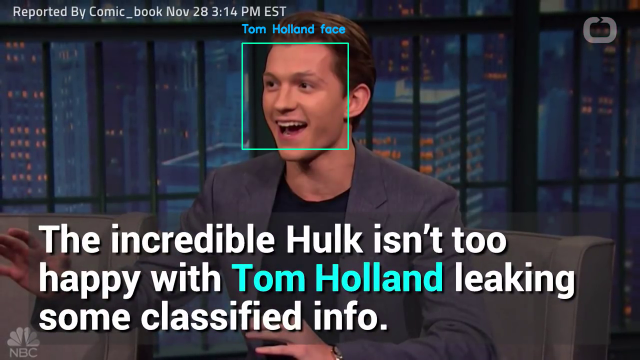 Reported By Comic_book Nov 28 3:14 PM EST
Tom Holland face
The incredible Hulk isn't too
happy with Tom Holland leaking
some classified info.
NBC